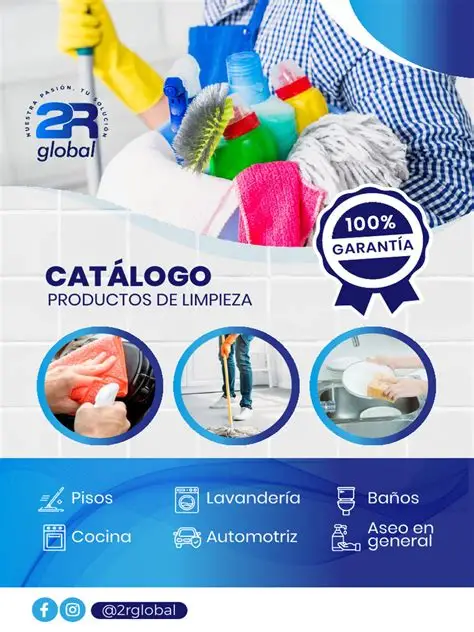 NUESTRA PASIÓN, TU SOLUCIÓN
2R
global
100%
GARANTÍA
CATÁLOGO
PRODUCTOS DE LIMPIEZA
Pisos
Lavandería
Baños
Cocina
Automotriz
Aseo en
general
@2rglobal